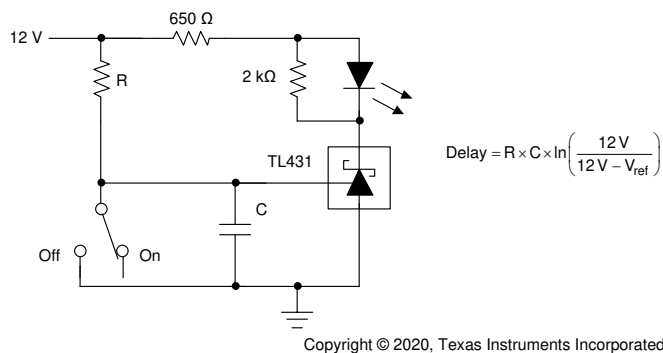 650 Ω
12 V
R
2 kΩ
TL431
Delay = R × C × ln( 12 V / 12 V – Vref )
C
Off
On
Copyright © 2020, Texas Instruments Incorporated